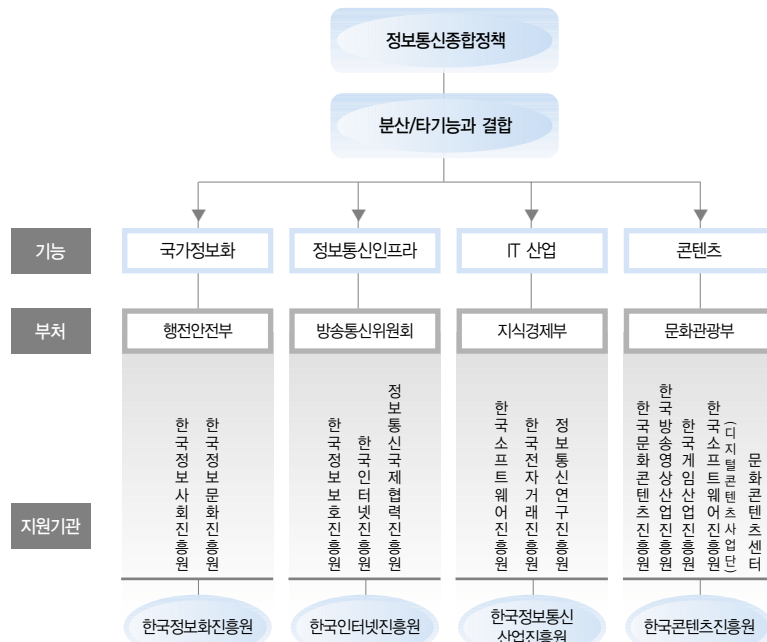 정보통신종합정책
분산/타기능과 결합
기능
국가정보화
정보통신인프라
IT 산업
콘텐츠
부처
행전안전부
방송통신위원회
지식경제부
문화관광부
지원기관
한국정보사회진흥원
한국정보문화진흥원
한국정보보호진흥원
한국인터넷진흥원
정보통신국제협력진흥원
한국소프트웨어진흥원
한국전자거래진흥원
정보통신연구진흥원
한국문화콘텐츠진흥원
한국방송영상산업진흥원
한국게임산업진흥원
한국소프트웨어진흥원
(디지털콘텐츠사업단)
문화콘텐츠센터
한국정보화진흥원
한국인터넷진흥원
한국정보통신
산업진흥원
한국콘텐츠진흥원